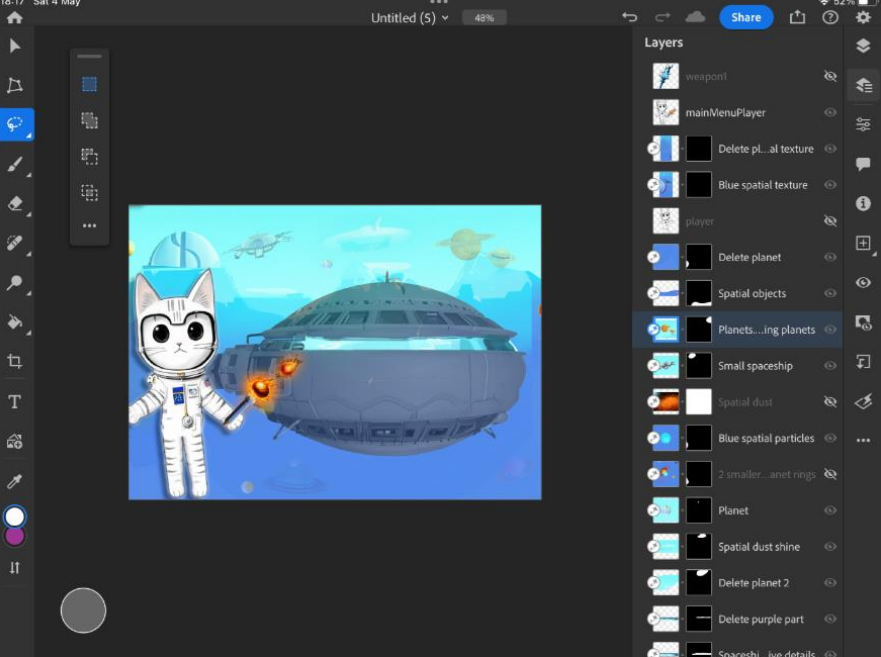 18:17 Sat 4 May
52%
Untitled (5)
48%
Share
Layers
weapon1
mainMenuPlayer
Delete pl...al texture
Blue spatial texture
player
Delete planet
Spatial objects
Planets....ing planets
Small spaceship
Spatial dust
Blue spatial particles
2 smaller...anet rings
Planet
Spatial dust shine
Delete planet 2
Delete purple part
Spaceshi...ive details